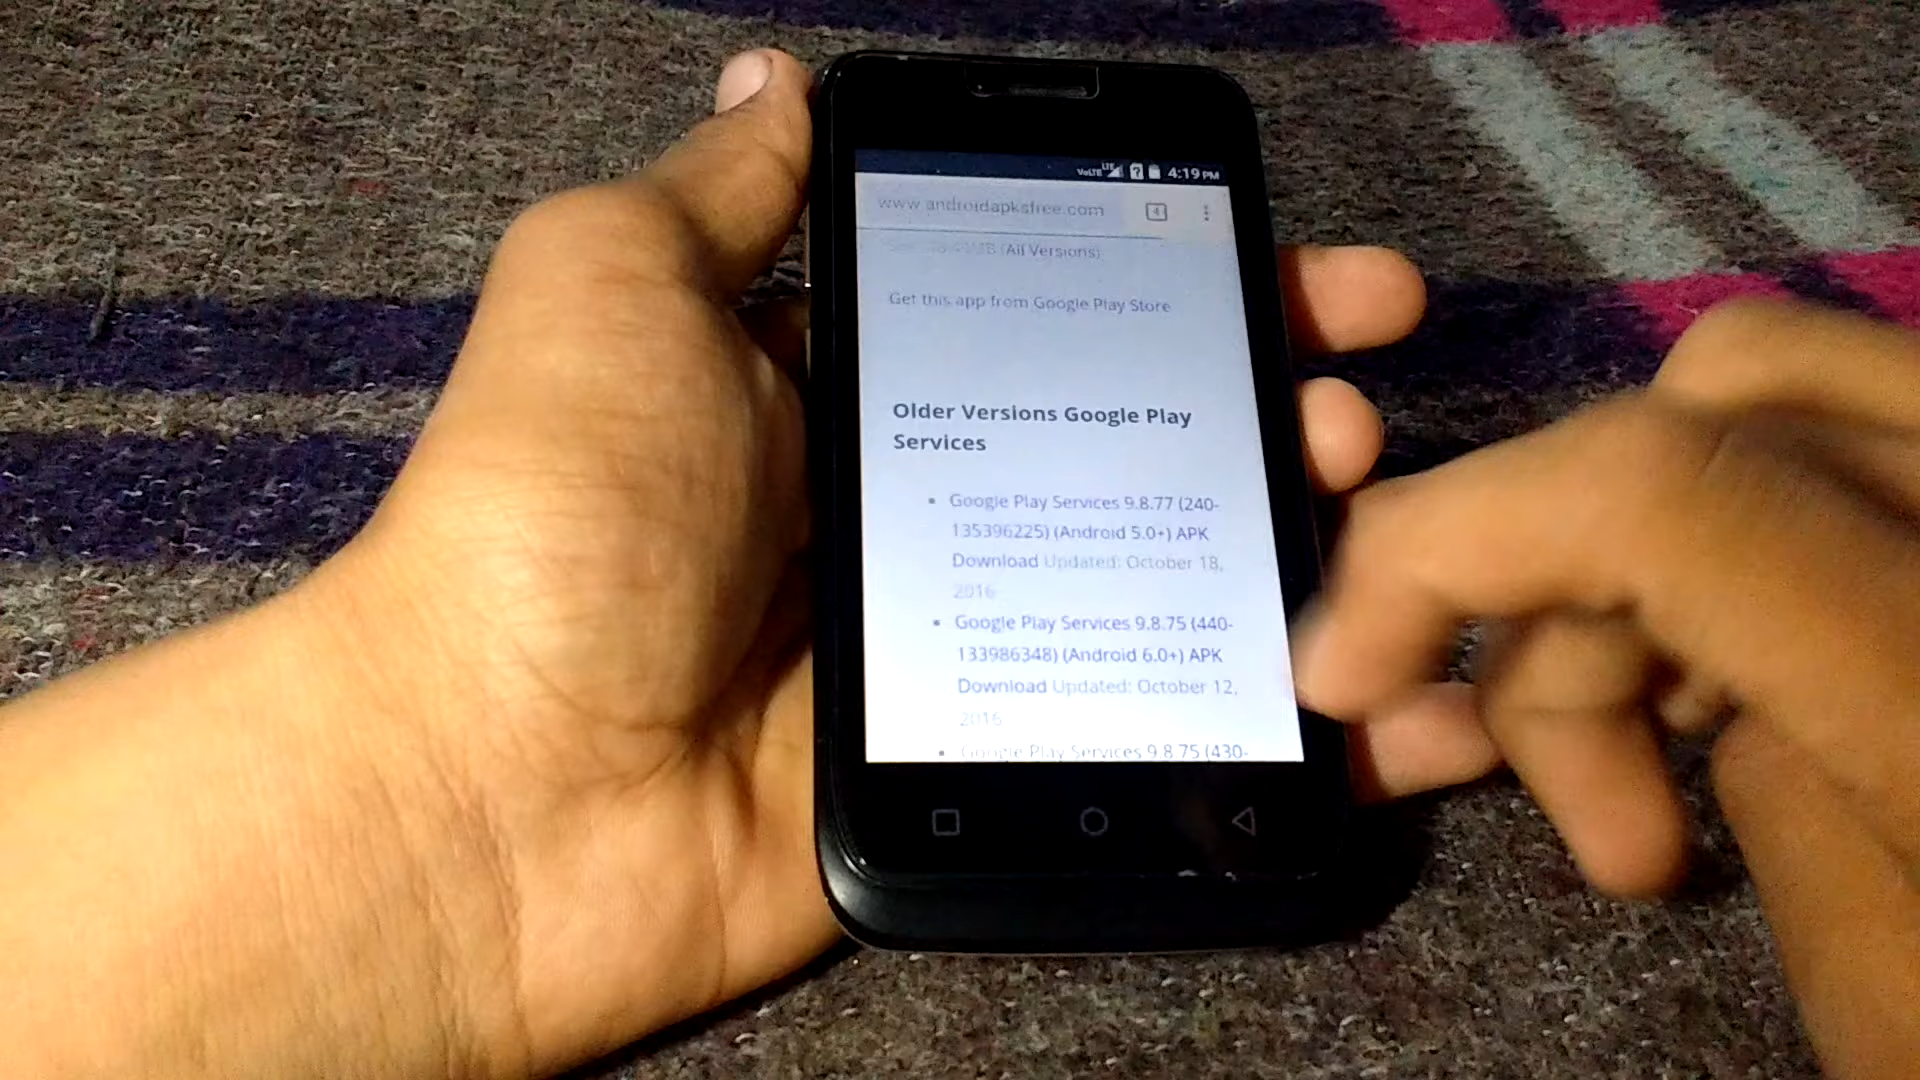 VoLTE LTE 4:19 PM
www.androidapksfree.com 4
(All Versions)
Get this app from Google Play Store
Older Versions Google Play
Services
Google Play Services 9.8.77 (240-
135396225) (Android 5.0+) APK
Download Updated: October 18,
2016
Google Play Services 9.8.75 (440-
133986348) (Android 6.0+) APK
Download Updated: October 12,
2016
Google Play Services 9.8.75 (430-